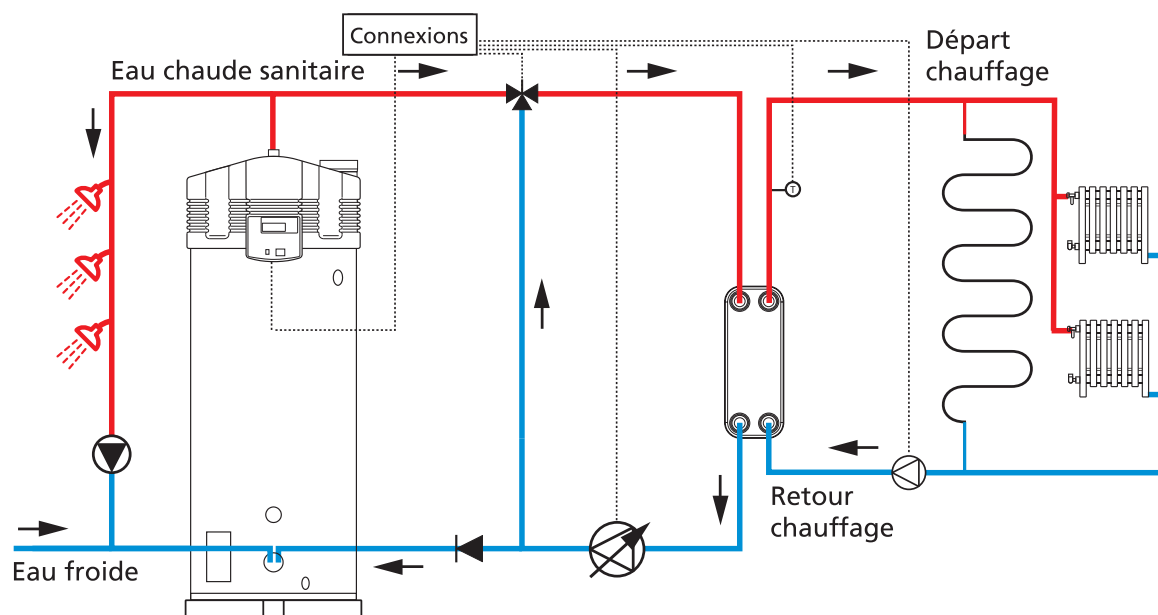 Connexions
Eau chaude sanitaire
Départ
chauffage
T
Retour
chauffage
Eau froide